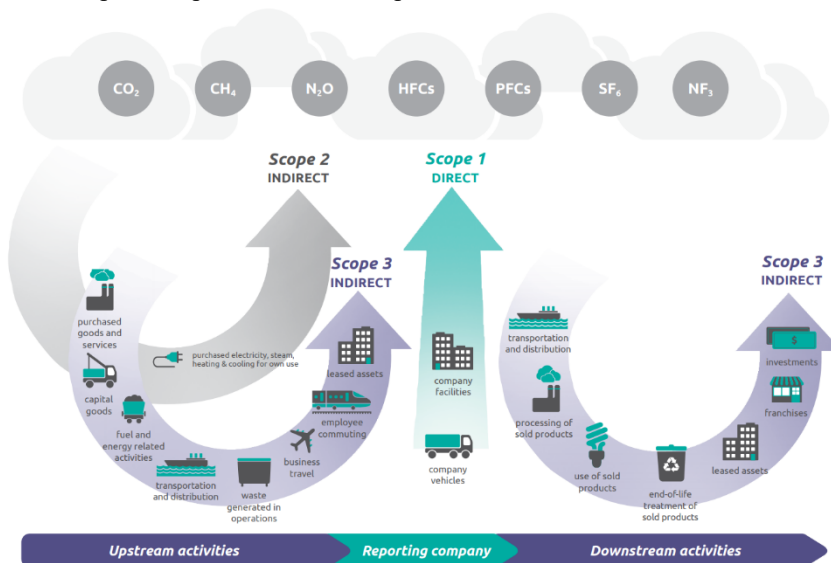 CO₂
CH₄
N₂O
HFCs
PFCs
SF₆
NF₃
Scope 2
INDIRECT
Scope 1
DIRECT
Scope 3
INDIRECT
Scope 3
INDIRECT
purchased
goods and
services
capital
goods
fuel and
energy related
activities
transportation
and distribution
waste
generated in
operations
business
travel
employee
commuting
leased assets
purchased electricity, steam,
heating & cooling for own use
company
facilities
company
vehicles
transportation
and distribution
processing of
sold products
use of sold
products
end-of-life
treatment of
sold products
leased assets
franchises
investments
$
Upstream activities
Reporting company
Downstream activities